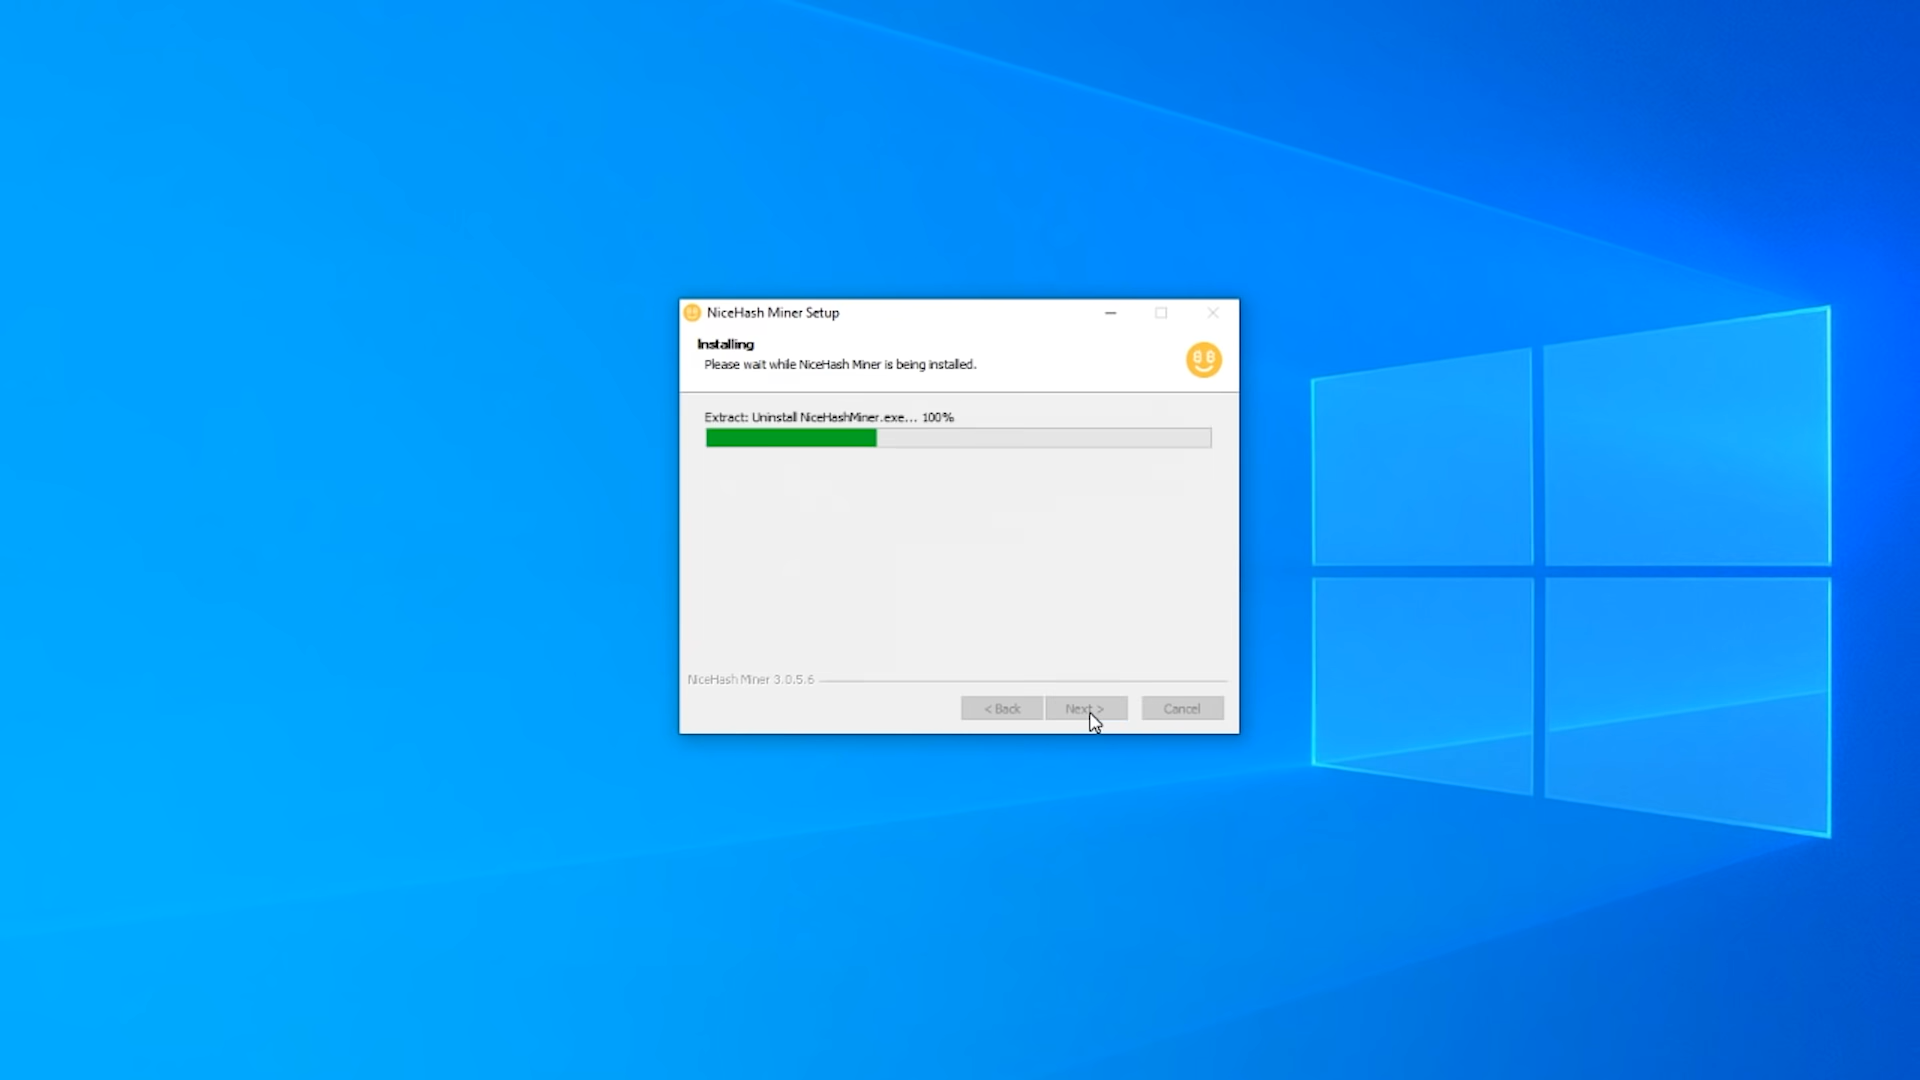 NiceHash Miner Setup
Installing
Please wait while NiceHash Miner is being installed.
Extract: Uninstall NiceHashMiner.exe... 100%
NiceHash Miner 3.0.5.6
< Back
Next >
Cancel